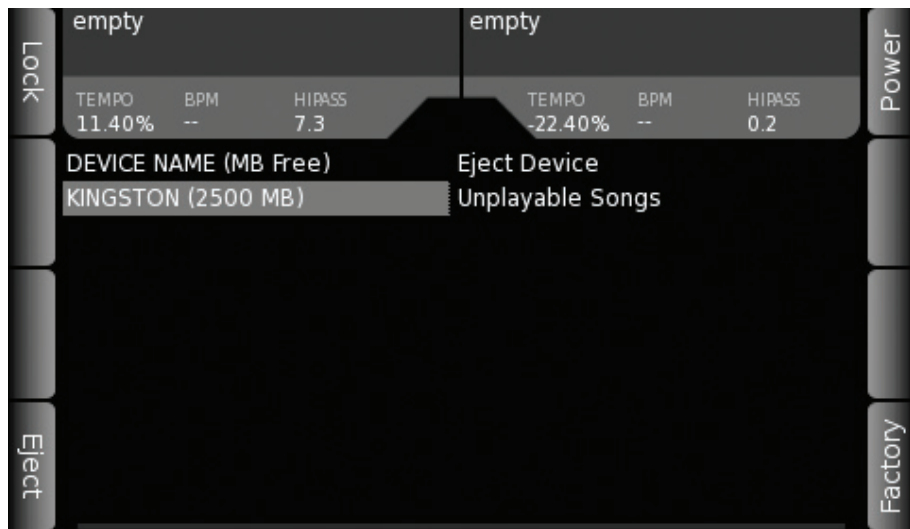 Lock
empty
TEMPO BPM HIPASS
11.40% -- 7.3
empty
TEMPO BPM HIPASS
-22.40% -- 0.2
Power
DEVICE NAME (MB Free)
KINGSTON (2500 MB)
Eject Device
Unplayable Songs
Eject
Factory